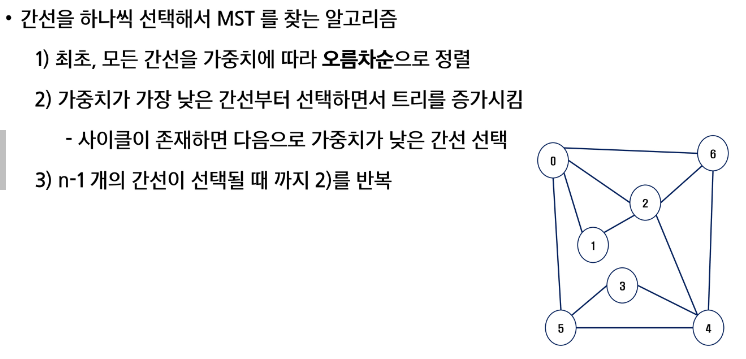 • 간선을 하나씩 선택해서 MST 를 찾는 알고리즘
1) 최초, 모든 간선을 가중치에 따라 오름차순으로 정렬
2) 가중치가 가장 낮은 간선부터 선택하면서 트리를 증가시킴
- 사이클이 존재하면 다음으로 가중치가 낮은 간선 선택
3) n-1 개의 간선이 선택될 때 까지 2)를 반복
0
6
2
1
3
5
4